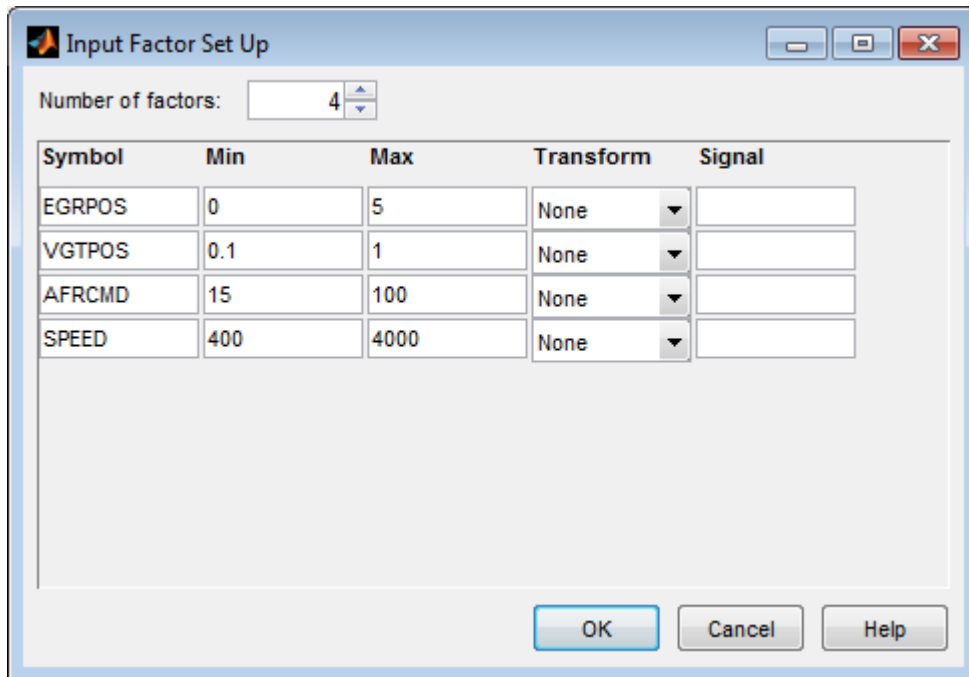 Input Factor Set Up
Number of factors: 4
Symbol Min Max Transform Signal
EGRPOS 0 5 None
VGTPOS 0.1 1 None
AFRCMD 15 100 None
SPEED 400 4000 None
OK Cancel Help